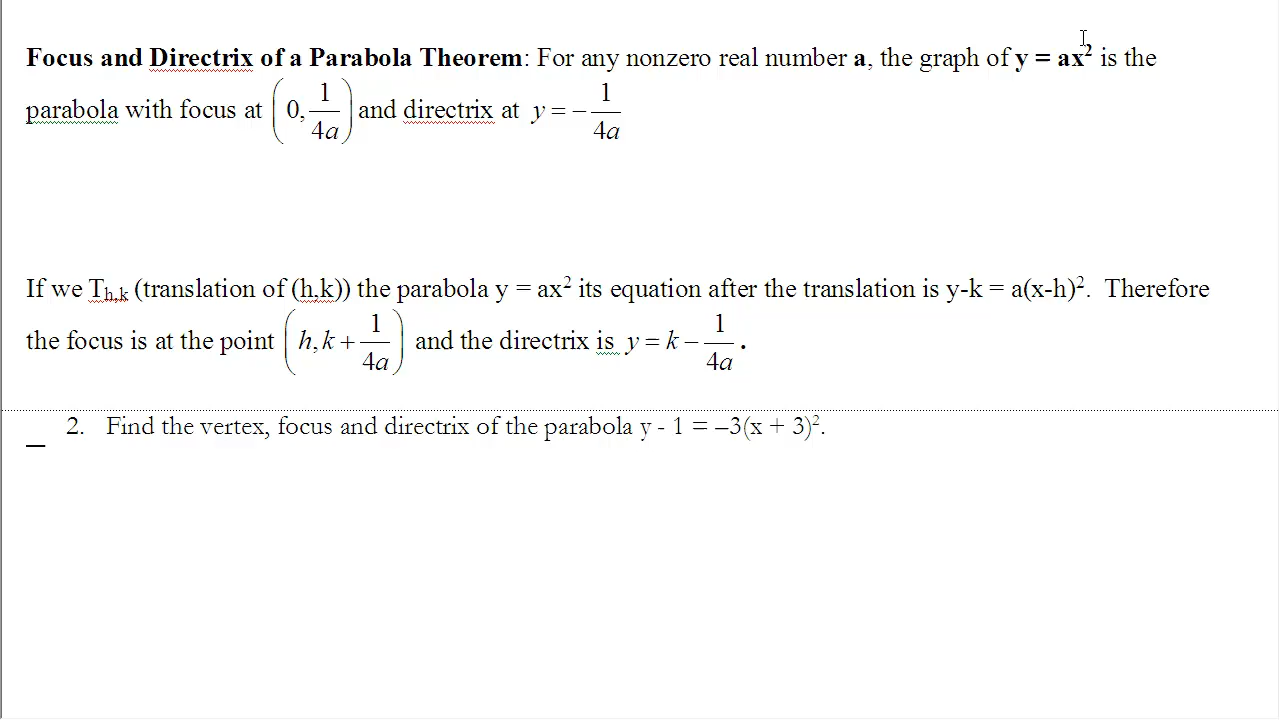 Focus and Directrix of a Parabola Theorem: For any nonzero real number a, the graph of y = ax² is the
parabola with focus at (0, 1/4a) and directrix at y = − 1/4a
If we Tₕ,ₖ (translation of (h,k)) the parabola y = ax² its equation after the translation is y-k = a(x-h)². Therefore
the focus is at the point (h, k + 1/4a) and the directrix is y = k − 1/4a.
2. Find the vertex, focus and directrix of the parabola y - 1 = –3(x + 3)².